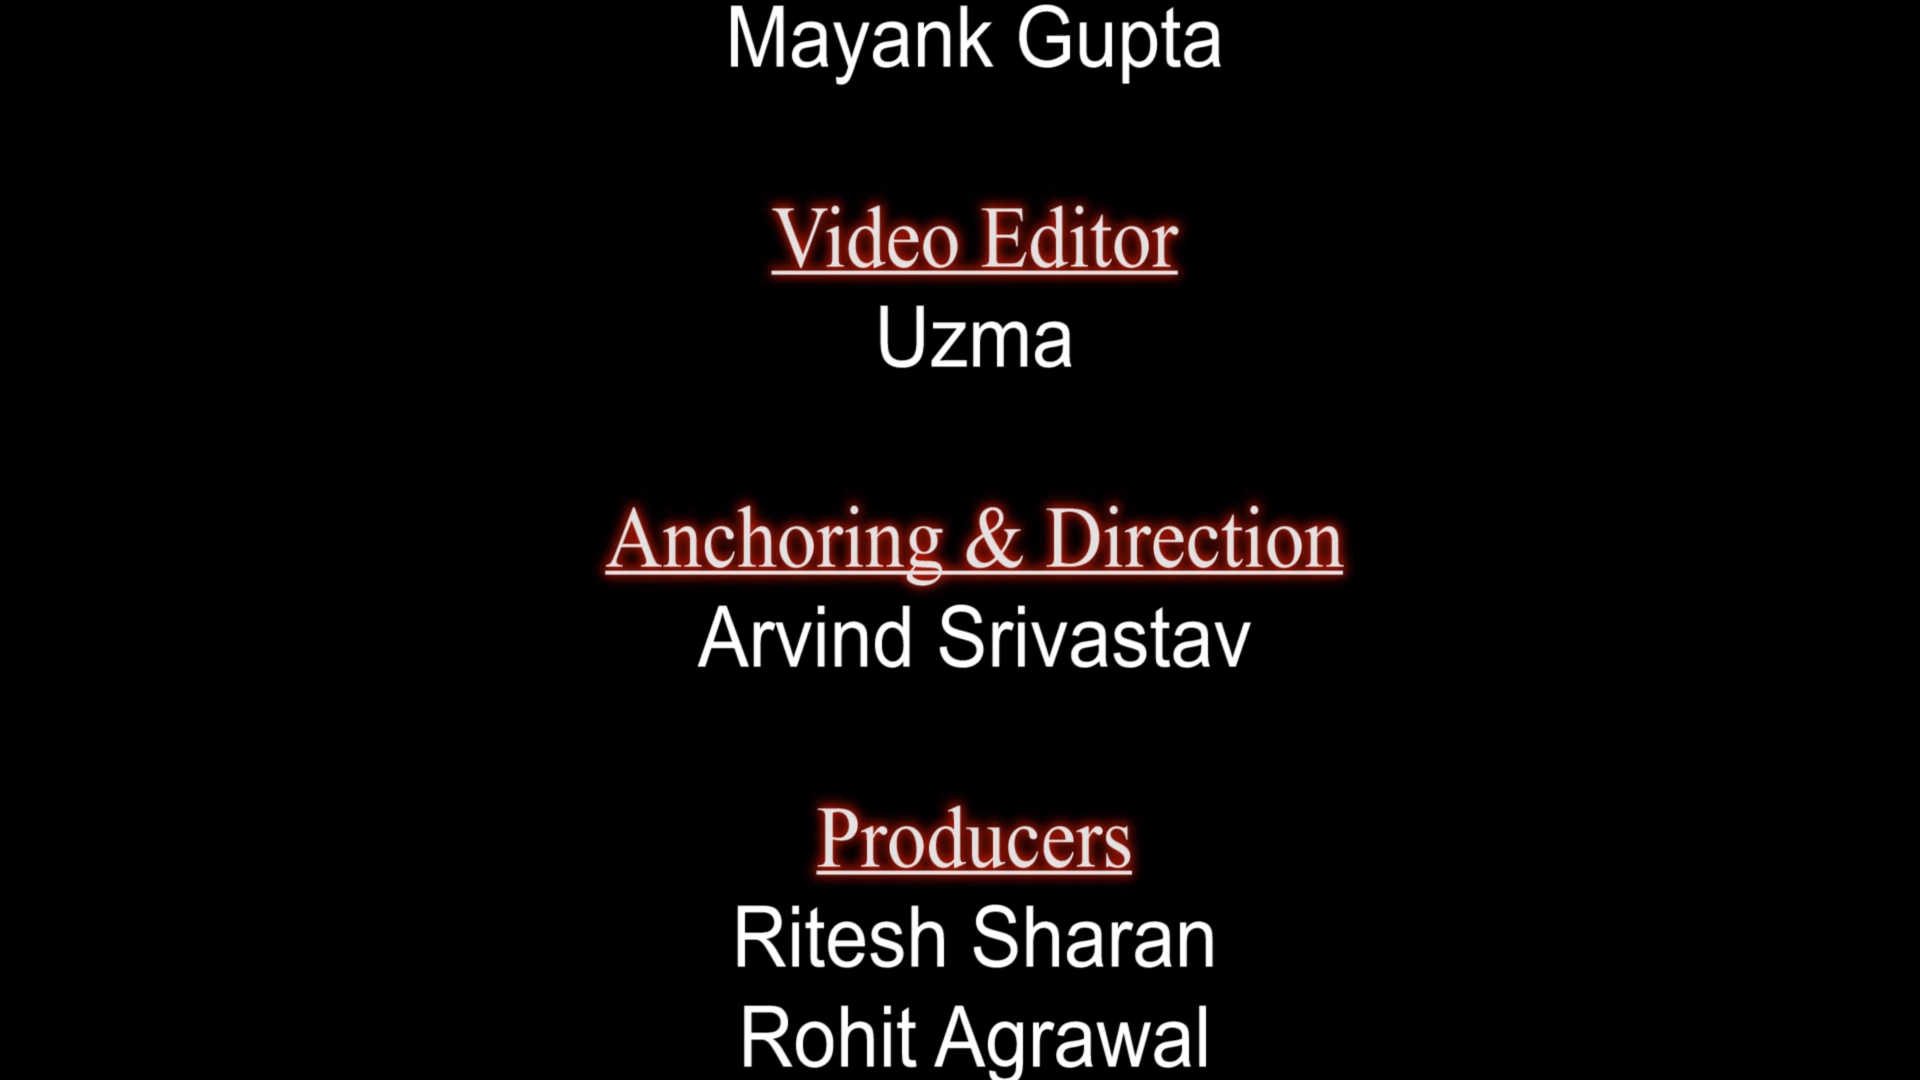 Mayank Gupta
Video Editor
Uzma
Anchoring & Direction
Arvind Srivastav
Producers
Ritesh Sharan
Rohit Agrawal